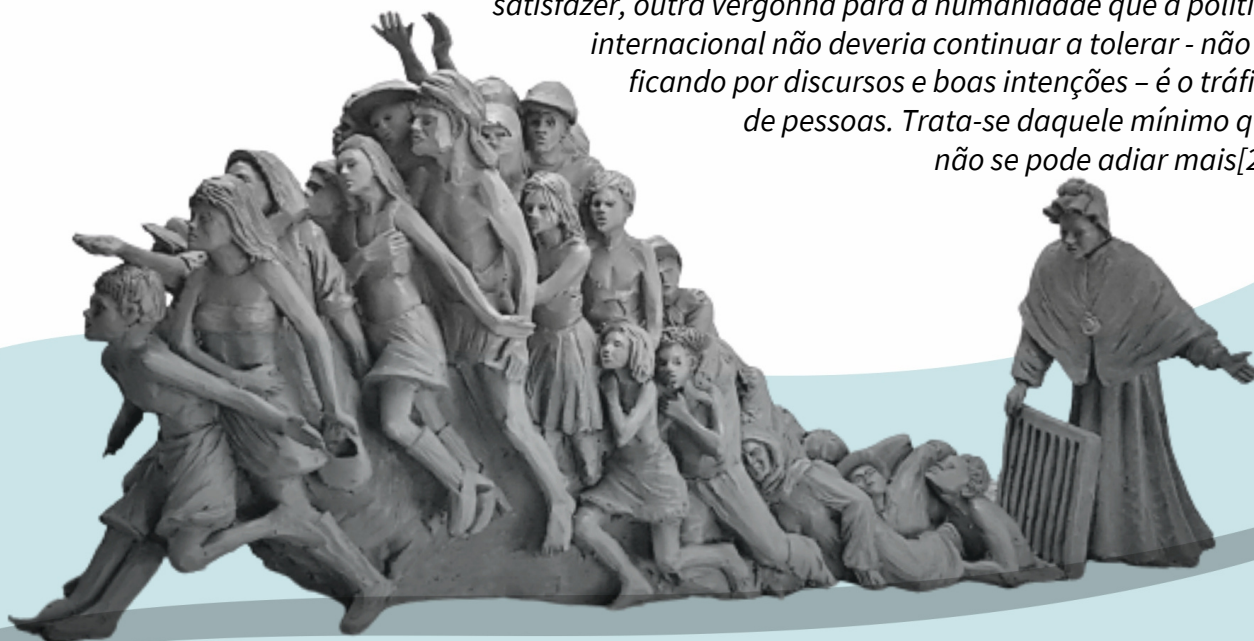 satisfazer, outra vergonha para a humanidade que a políti
internacional não deveria continuar a tolerar - não
ficando por discursos e boas intenções – é o tráfi
de pessoas. Trata-se daquele mínimo q
não se pode adiar mais[2